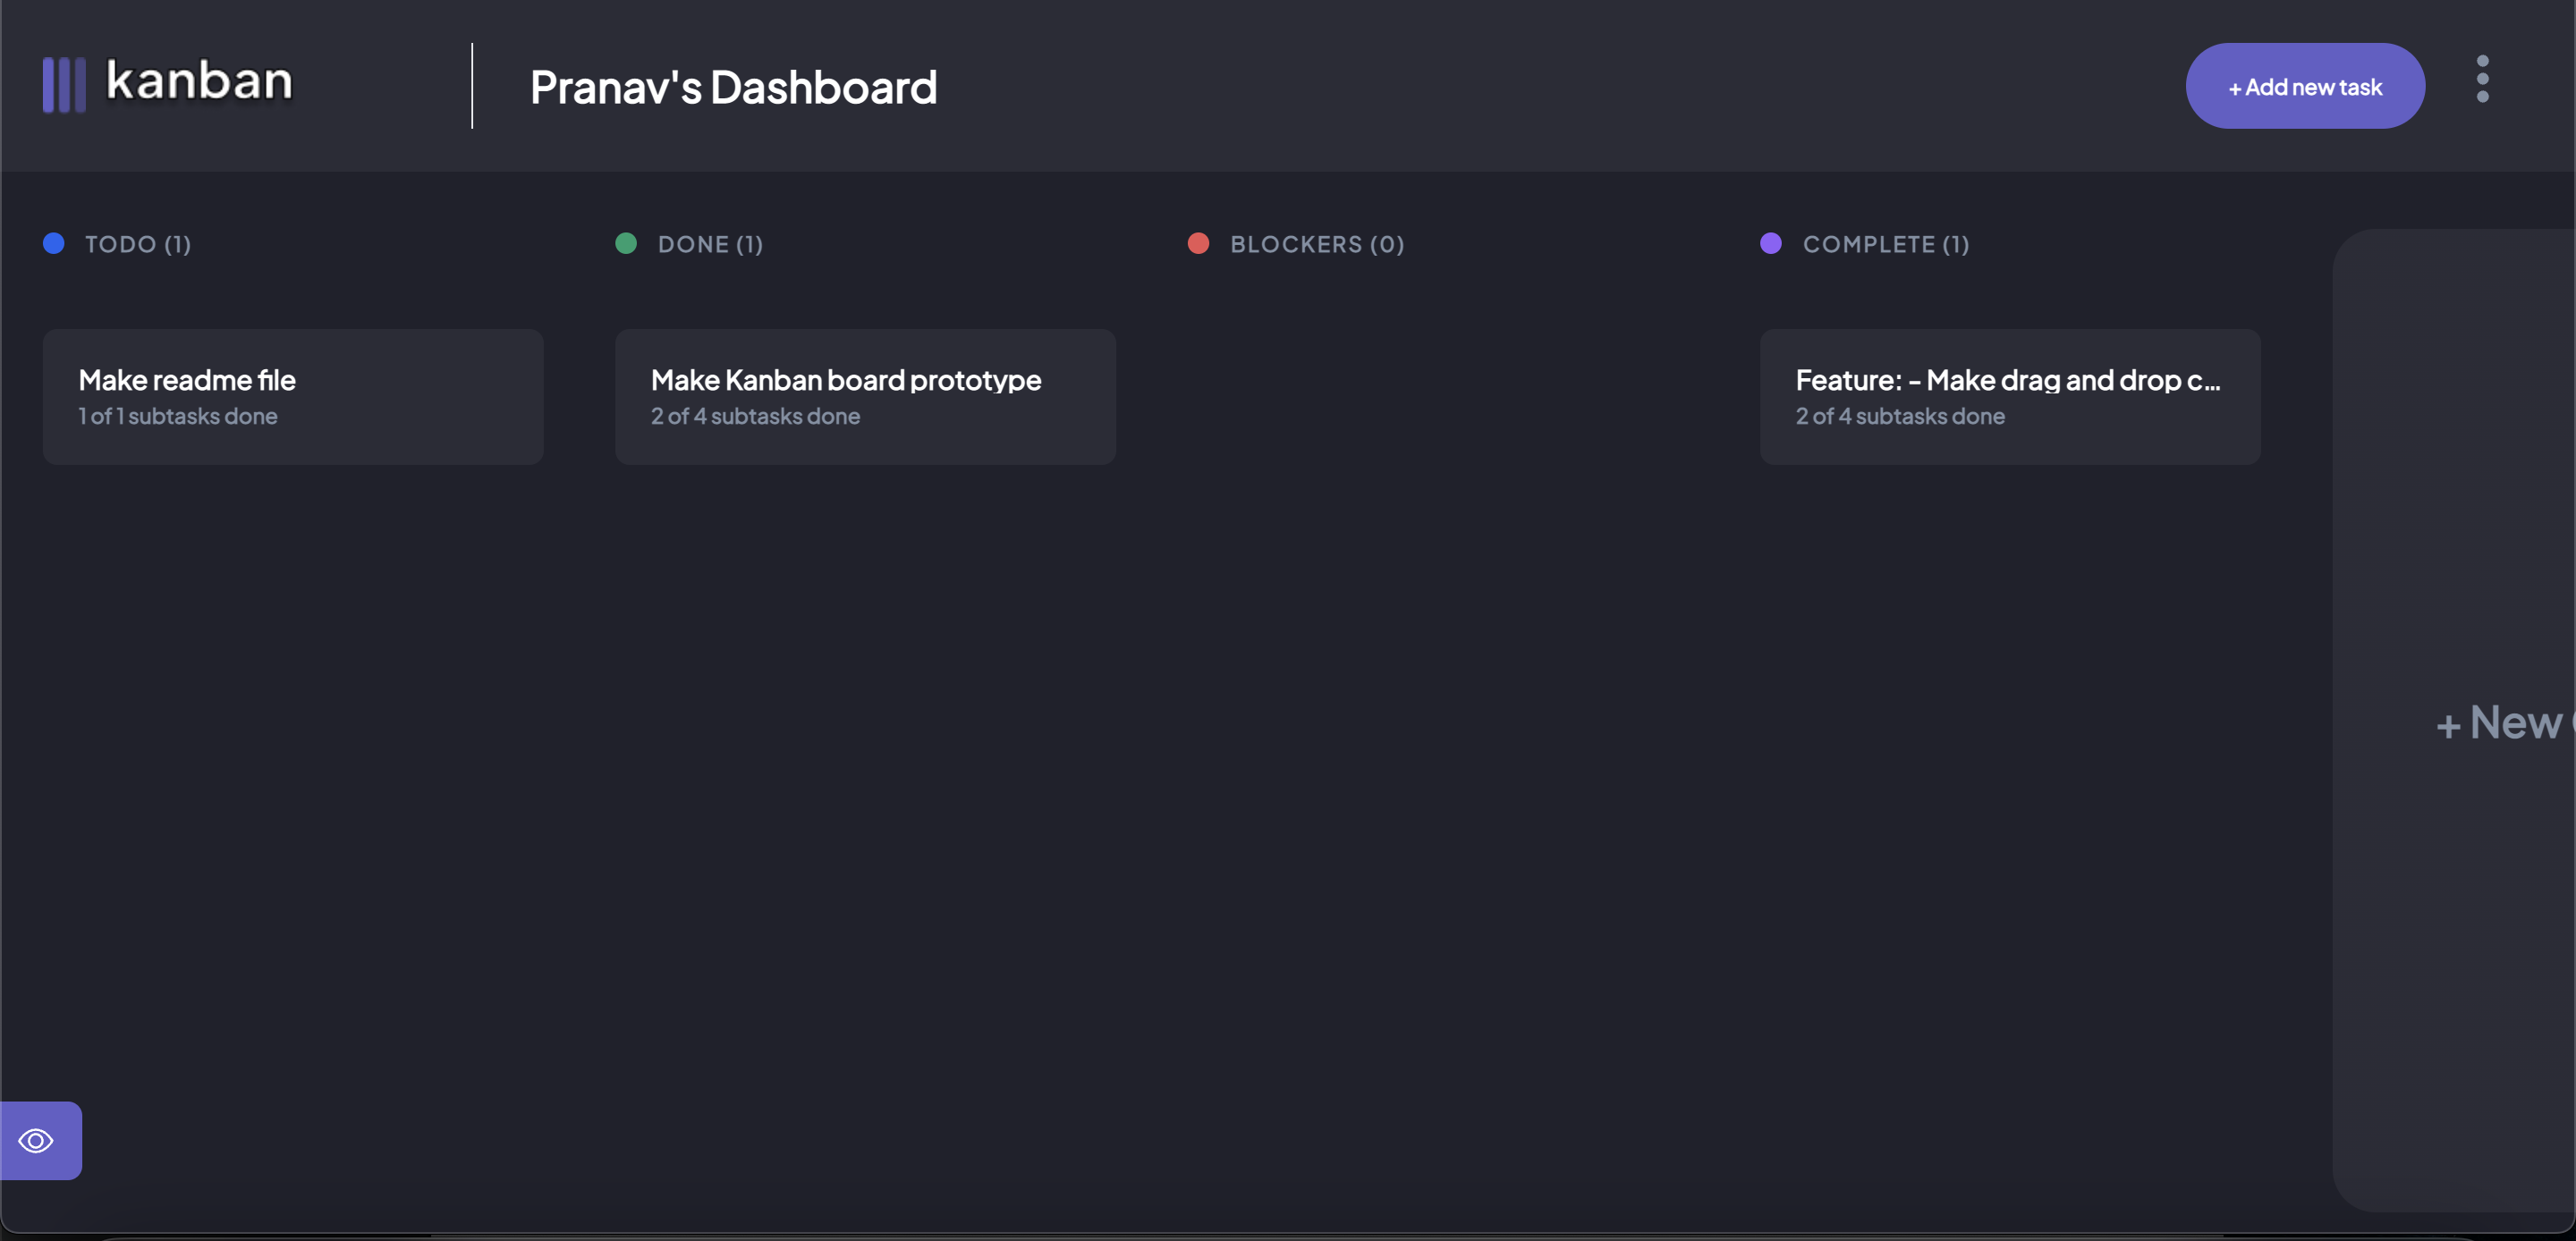 kanban
Pranav's Dashboard
+ Add new task
TODO (1)
DONE (1)
BLOCKERS (0)
COMPLETE (1)
Make readme file
1 of 1 subtasks done
Make Kanban board prototype
2 of 4 subtasks done
Feature: - Make drag and drop c...
2 of 4 subtasks done
+ New